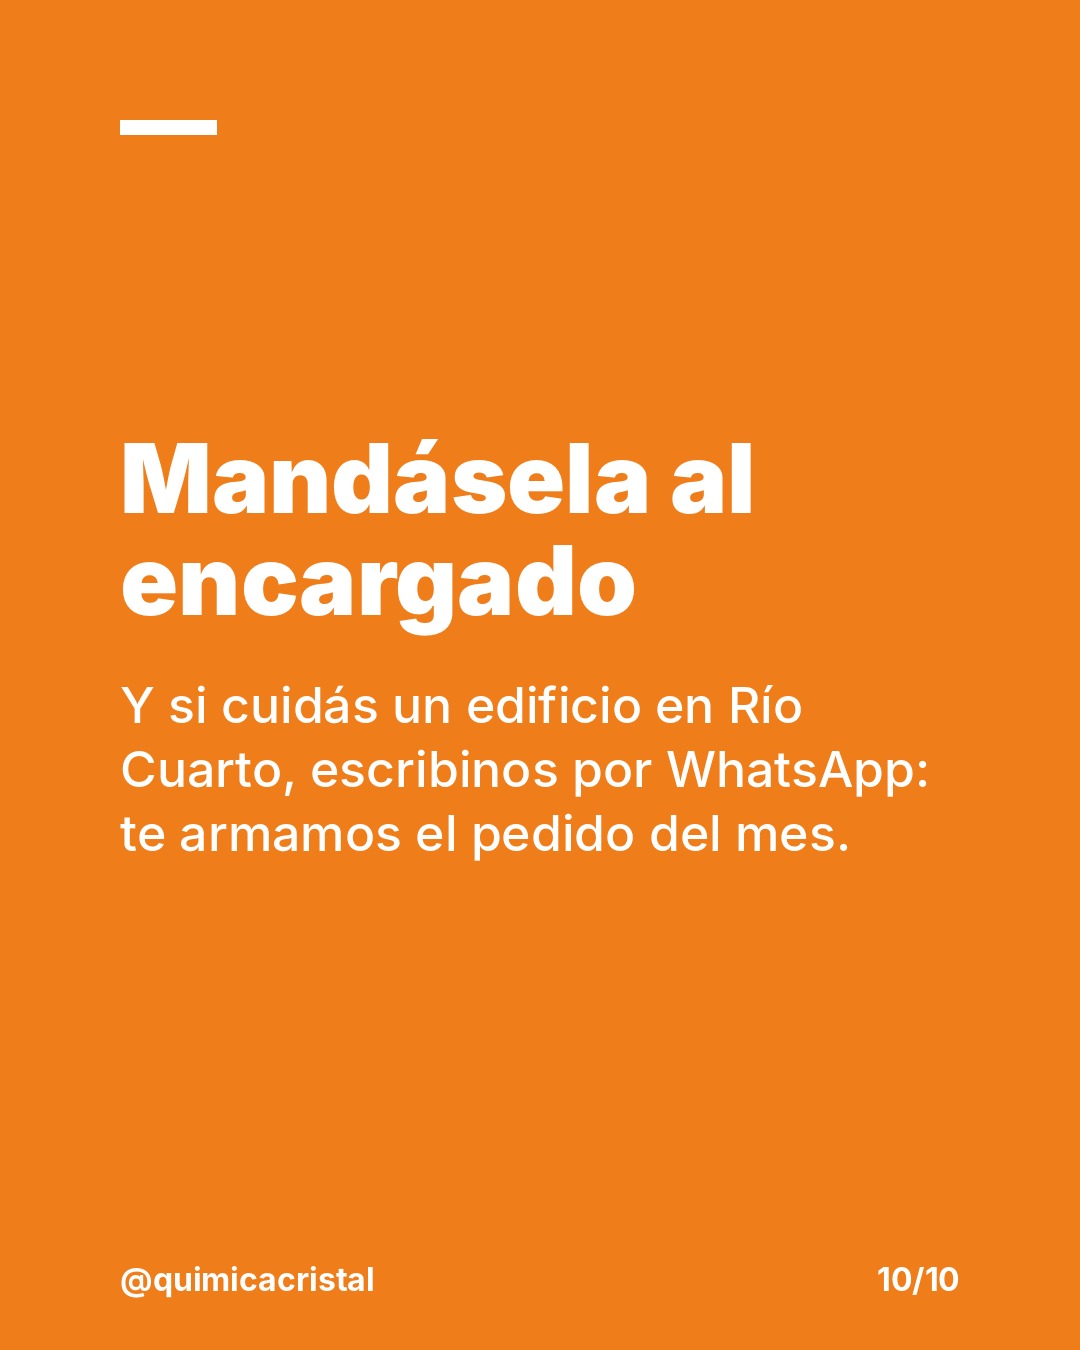 Mandásela al
encargado
Y si cuidás un edificio en Río
Cuarto, escribinos por WhatsApp:
te armamos el pedido del mes.
@quimicacristal
10/10